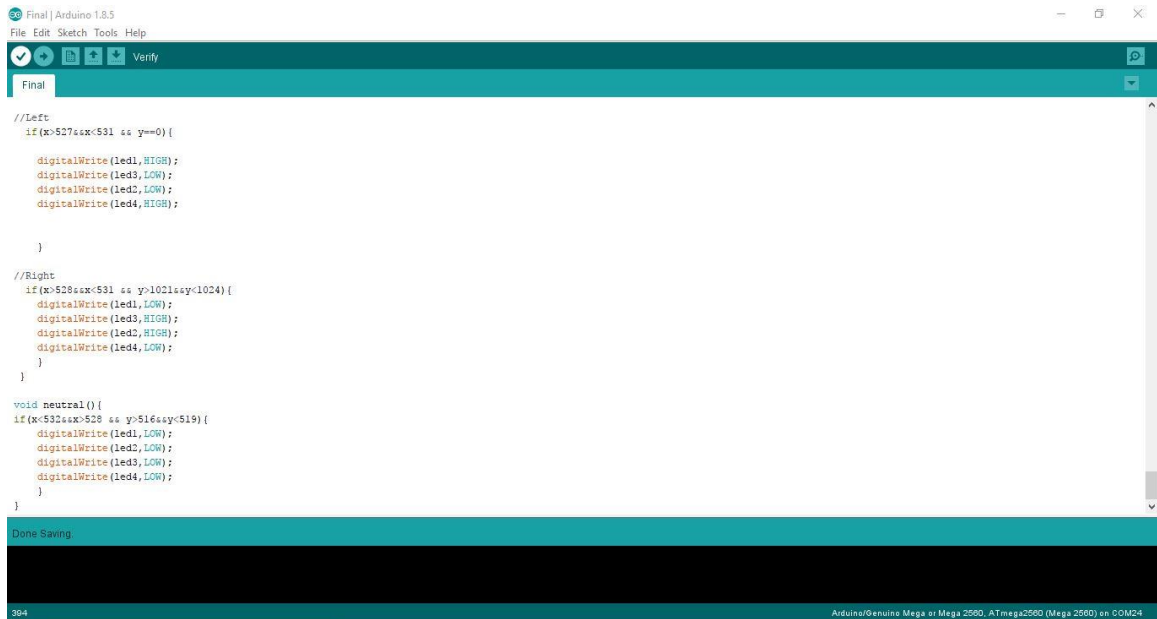 Final | Arduino 1.8.5
File Edit Sketch Tools Help
Verify
Final
//Left
if(x>527&&x<531 && y==0){
digitalWrite(led1,HIGH);
digitalWrite(led3,LOW);
digitalWrite(led2,LOW);
digitalWrite(led4,HIGH);
}
//Right
if(x>528&&x<531 && y>1021&&y<1024){
digitalWrite(led1,LOW);
digitalWrite(led3,HIGH);
digitalWrite(led2,HIGH);
digitalWrite(led4,LOW);
}
}
void neutral(){
if(x<532&&x>528 && y>516&&y<519){
digitalWrite(led1,LOW);
digitalWrite(led2,LOW);
digitalWrite(led3,LOW);
digitalWrite(led4,LOW);
}
}
Done Saving.
394 Arduino/Genuino Mega or Mega 2560, ATmega2560 (Mega 2560) on COM24